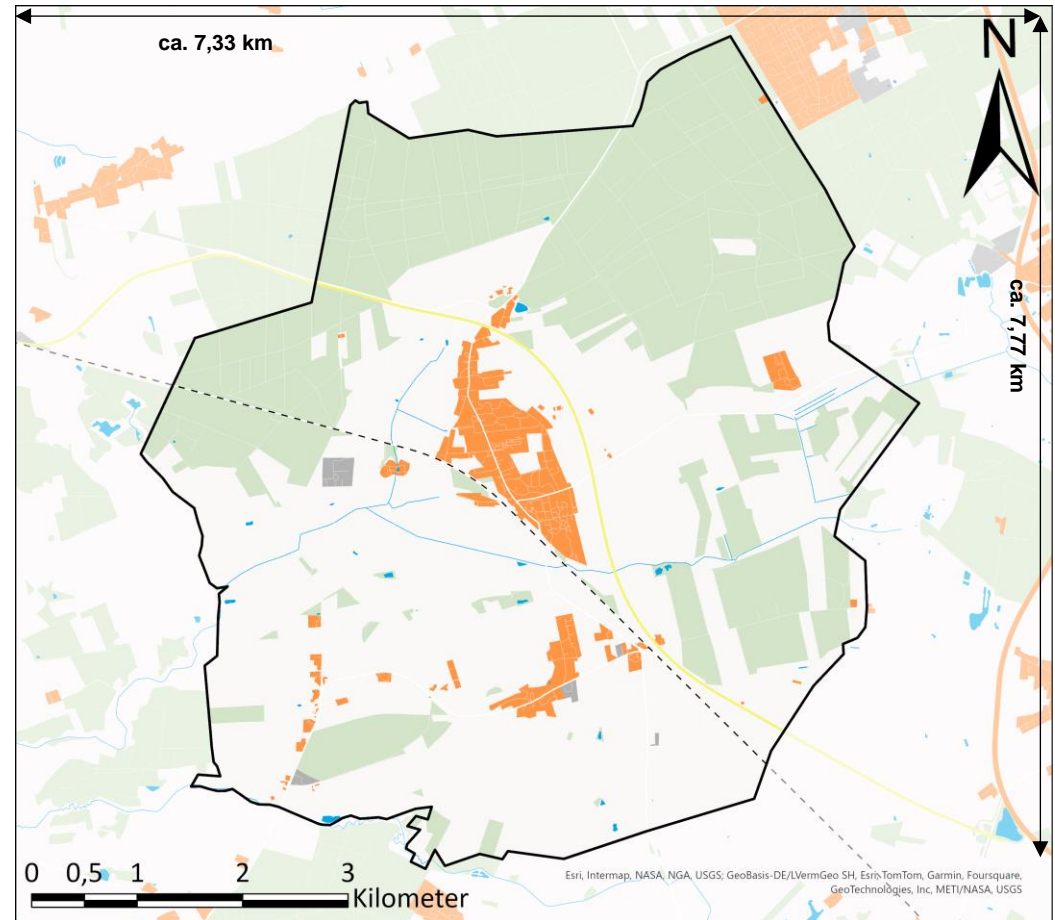 ca. 7,33 km
N
ca. 7,77 km
0 0,5 1 2 3
Kilometer
Esri, Intermap, NASA, NGA, USGS; GeoBasis-DE/LVermGeo SH, Esri, TomTom, Garmin, Foursquare,
GeoTechnologies, Inc, METI/NASA, USGS